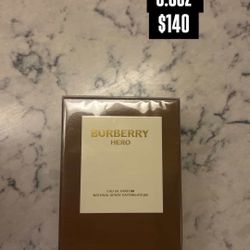 $140
BURBERRY
HERO
EAU DE PARFUM
NATURAL SPRAY VAPORISATEUR